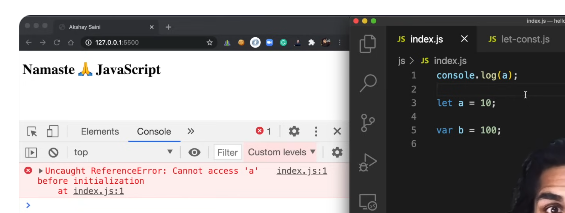 Akshay Saini
127.0.0.1:5500
Namaste 🙏 JavaScript
Elements Console » 1
top Filter Custom levels
Uncaught ReferenceError: Cannot access 'a' index.js:1
before initialization
at index.js:1
index.js — hello
JS index.js JS let-const.js
js > JS index.js
1 console.log(a);
2
3 let a = 10;
4
5 var b = 100;
6